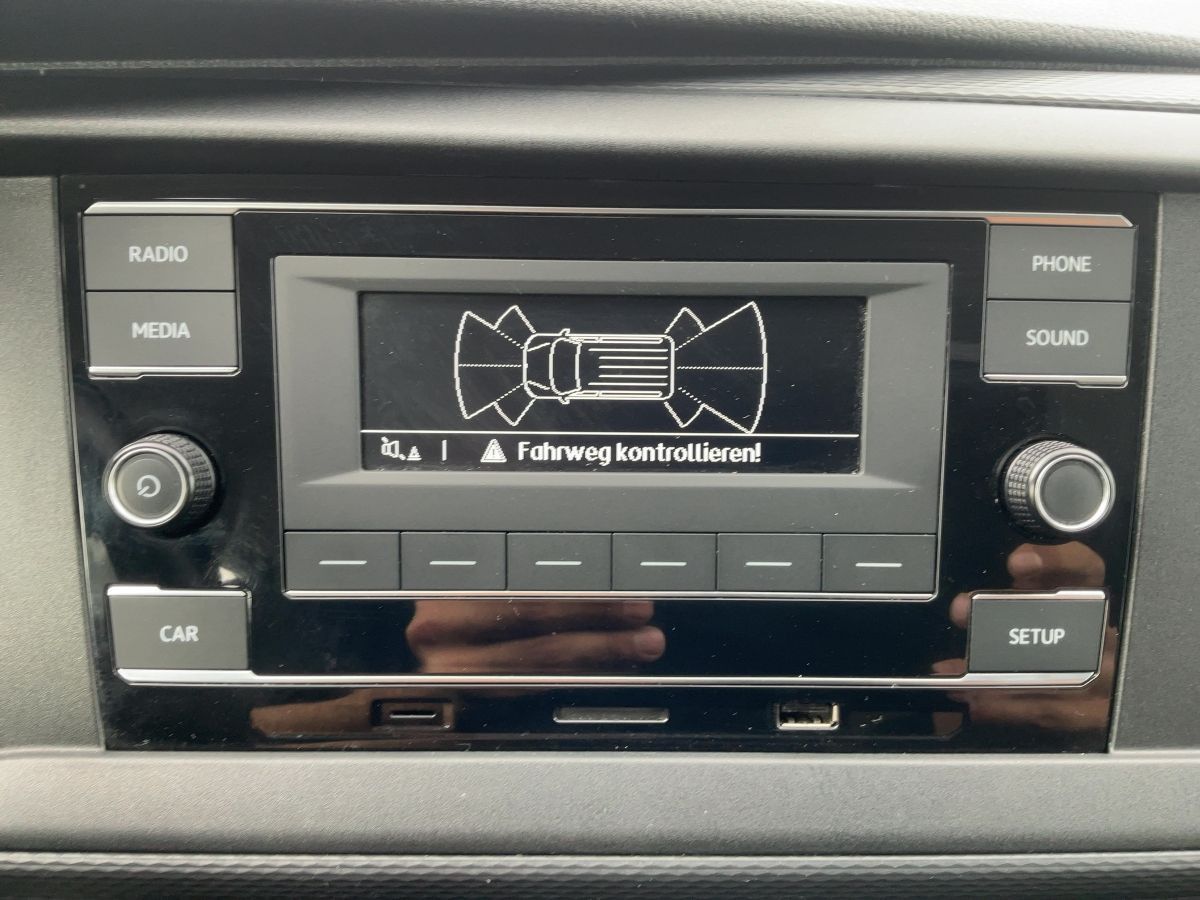 RADIO
PHONE
MEDIA
SOUND
Fahrweg kontrollieren!
CAR
SETUP